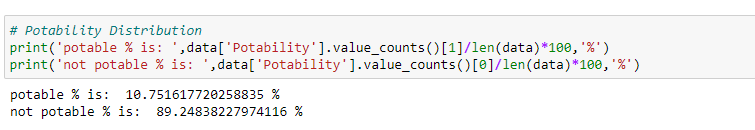 # Potability Distribution
print('potable % is: ',data['Potability'].value_counts()[1]/len(data)*100,'%')
print('not potable % is: ',data['Potability'].value_counts()[0]/len(data)*100,'%')
potable % is:  10.751617720258835 %
not potable % is:  89.24838227974116 %